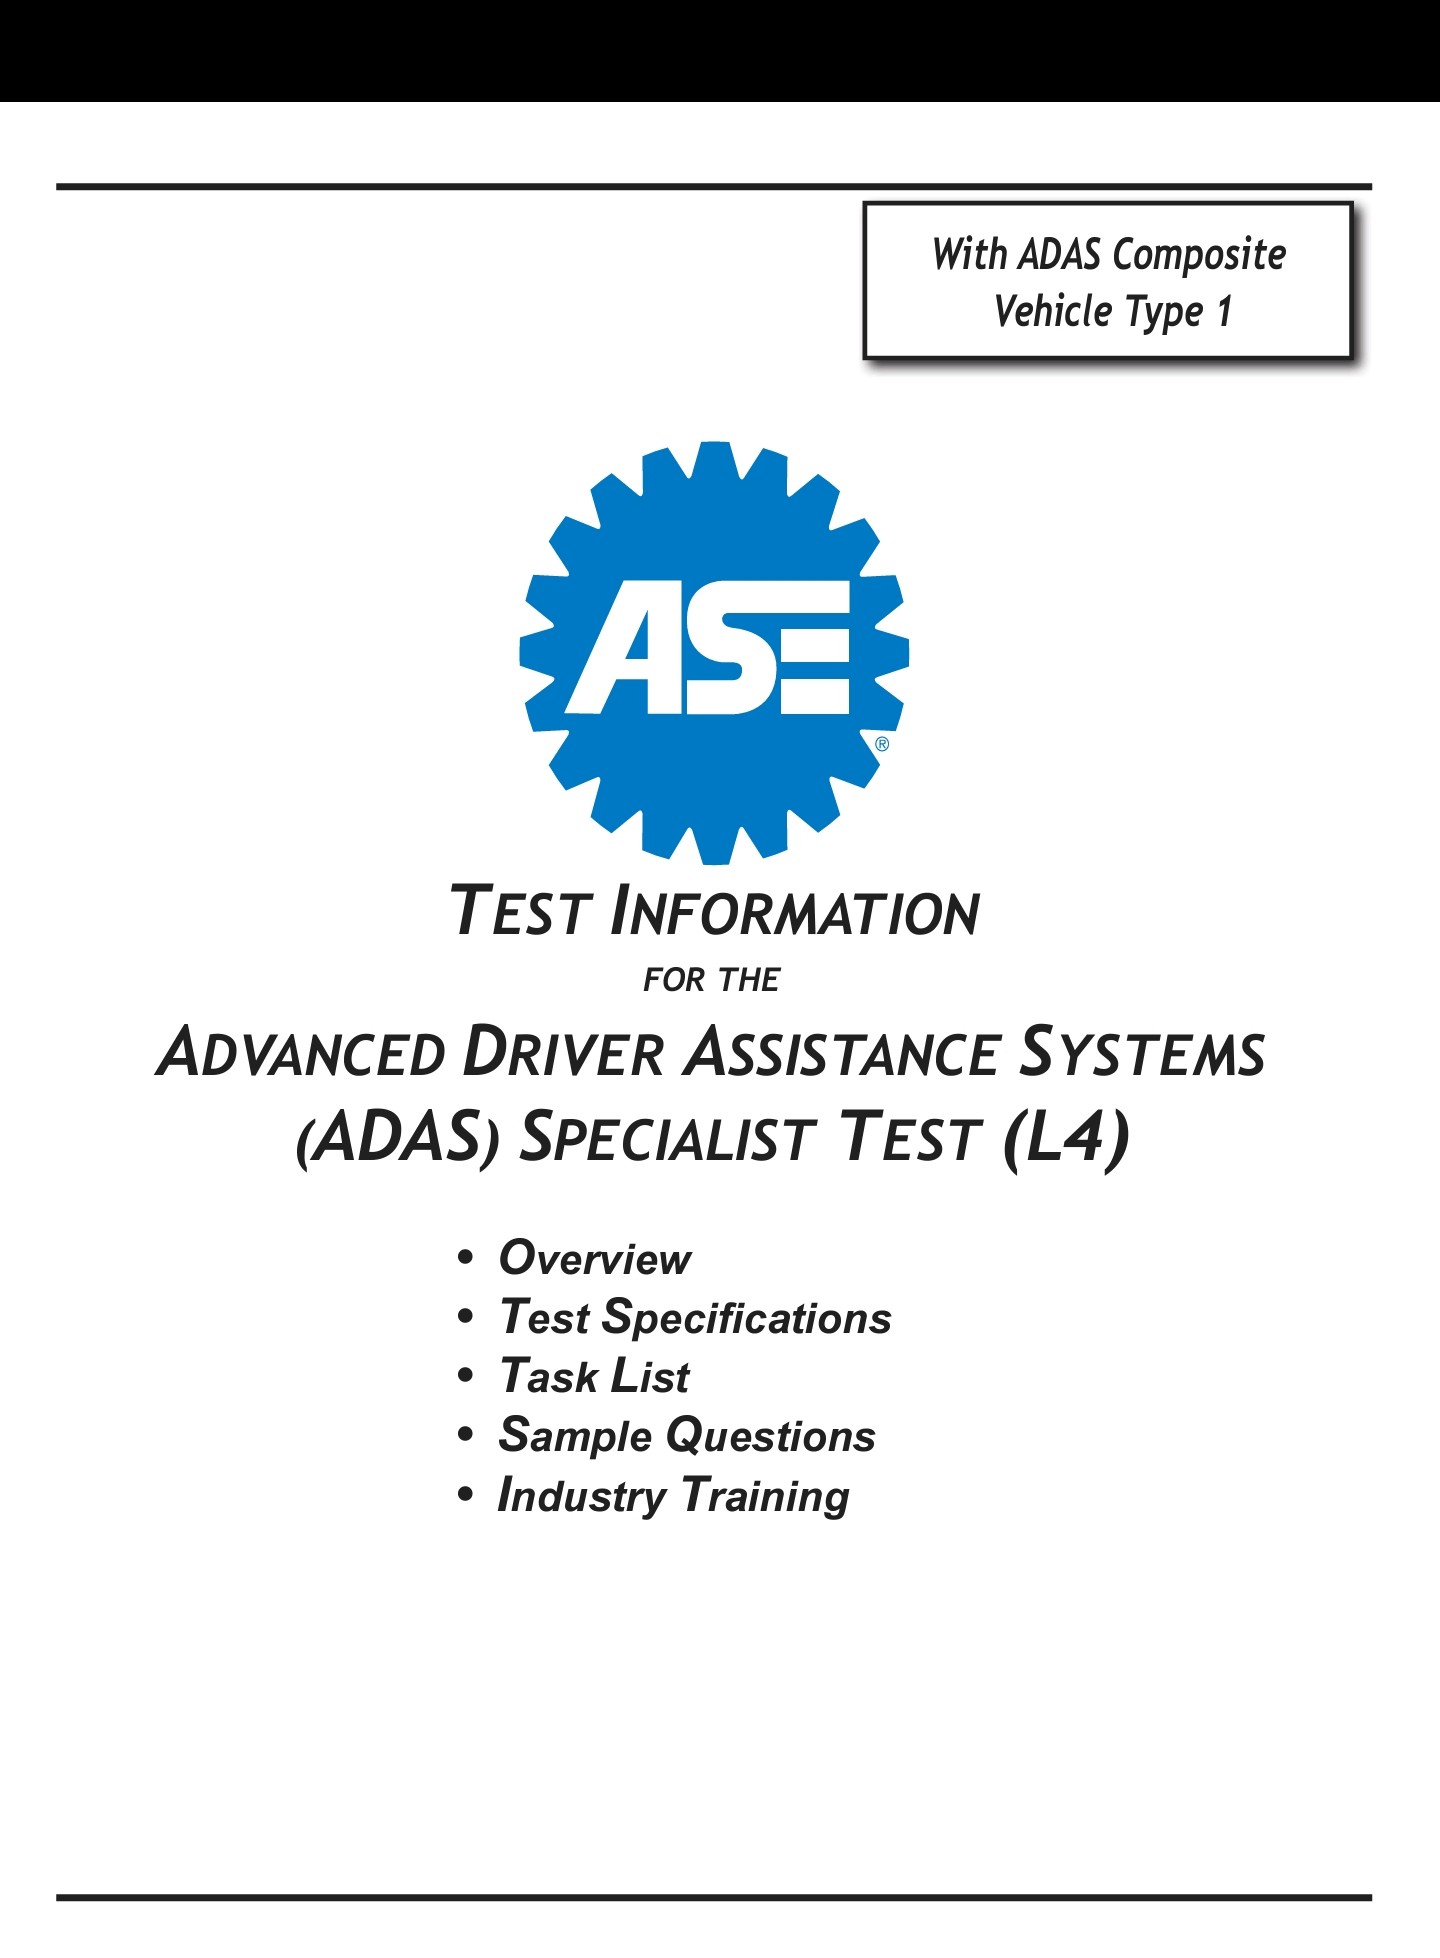 With ADAS Composite
Vehicle Type 1
ASE
®
TEST INFORMATION
FOR THE
ADVANCED DRIVER ASSISTANCE SYSTEMS
(ADAS) SPECIALIST TEST (L4)
• Overview
• Test Specifications
• Task List
• Sample Questions
• Industry Training